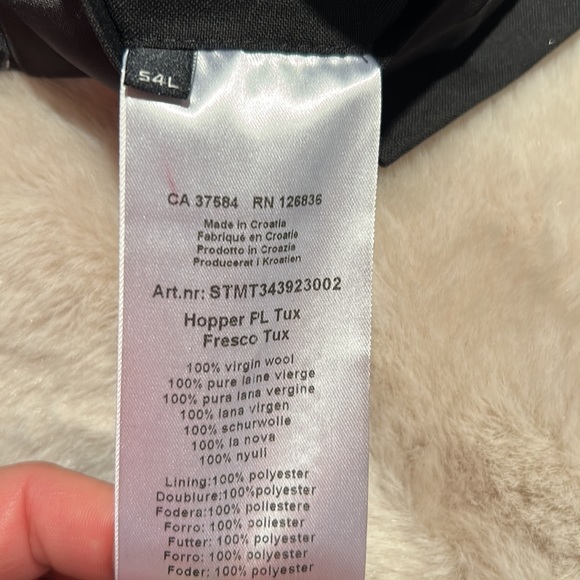 54L
CA 37584 RN 126836
Made in Croatia
Fabriqué en Croatie
Prodotto in Croazia
Producerat i Kroatien
Art.nr: STMT343923002
Hopper PL Tux
Fresco Tux
100% virgin wool
100% pure laine vierge
100% pura lana vergine
100% lana virgen
100% schurwolle
100% la nova
100% nyull
Lining:100% polyester
Doublure:100%polyester
Fodera:100% poliestere
Forro: 100% poliester
Futter: 100% polyester
Forro: 100% polyester
Foder: 100% polyester